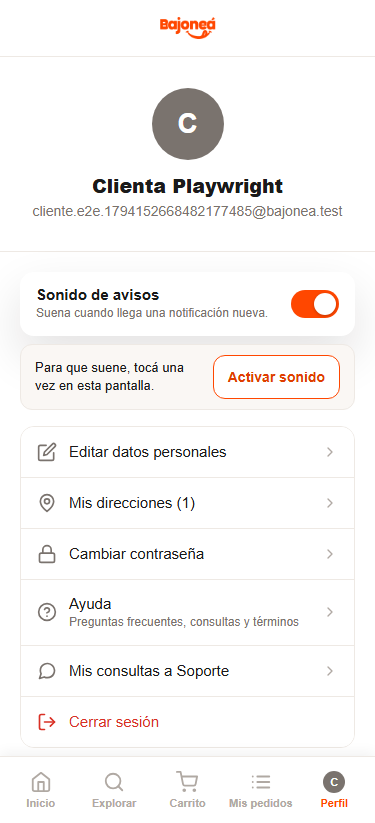 Bajoneá
C
Clienta Playwright
cliente.e2e.1794152668482177485@bajonea.test
Sonido de avisos
Suena cuando llega una notificación nueva.
Para que suene, tocá una
vez en esta pantalla.
Activar sonido
Editar datos personales
Mis direcciones (1)
Cambiar contraseña
Ayuda
Preguntas frecuentes, consultas y términos
Mis consultas a Soporte
Cerrar sesión
C
Inicio
Explorar
Carrito
Mis pedidos
Perfil